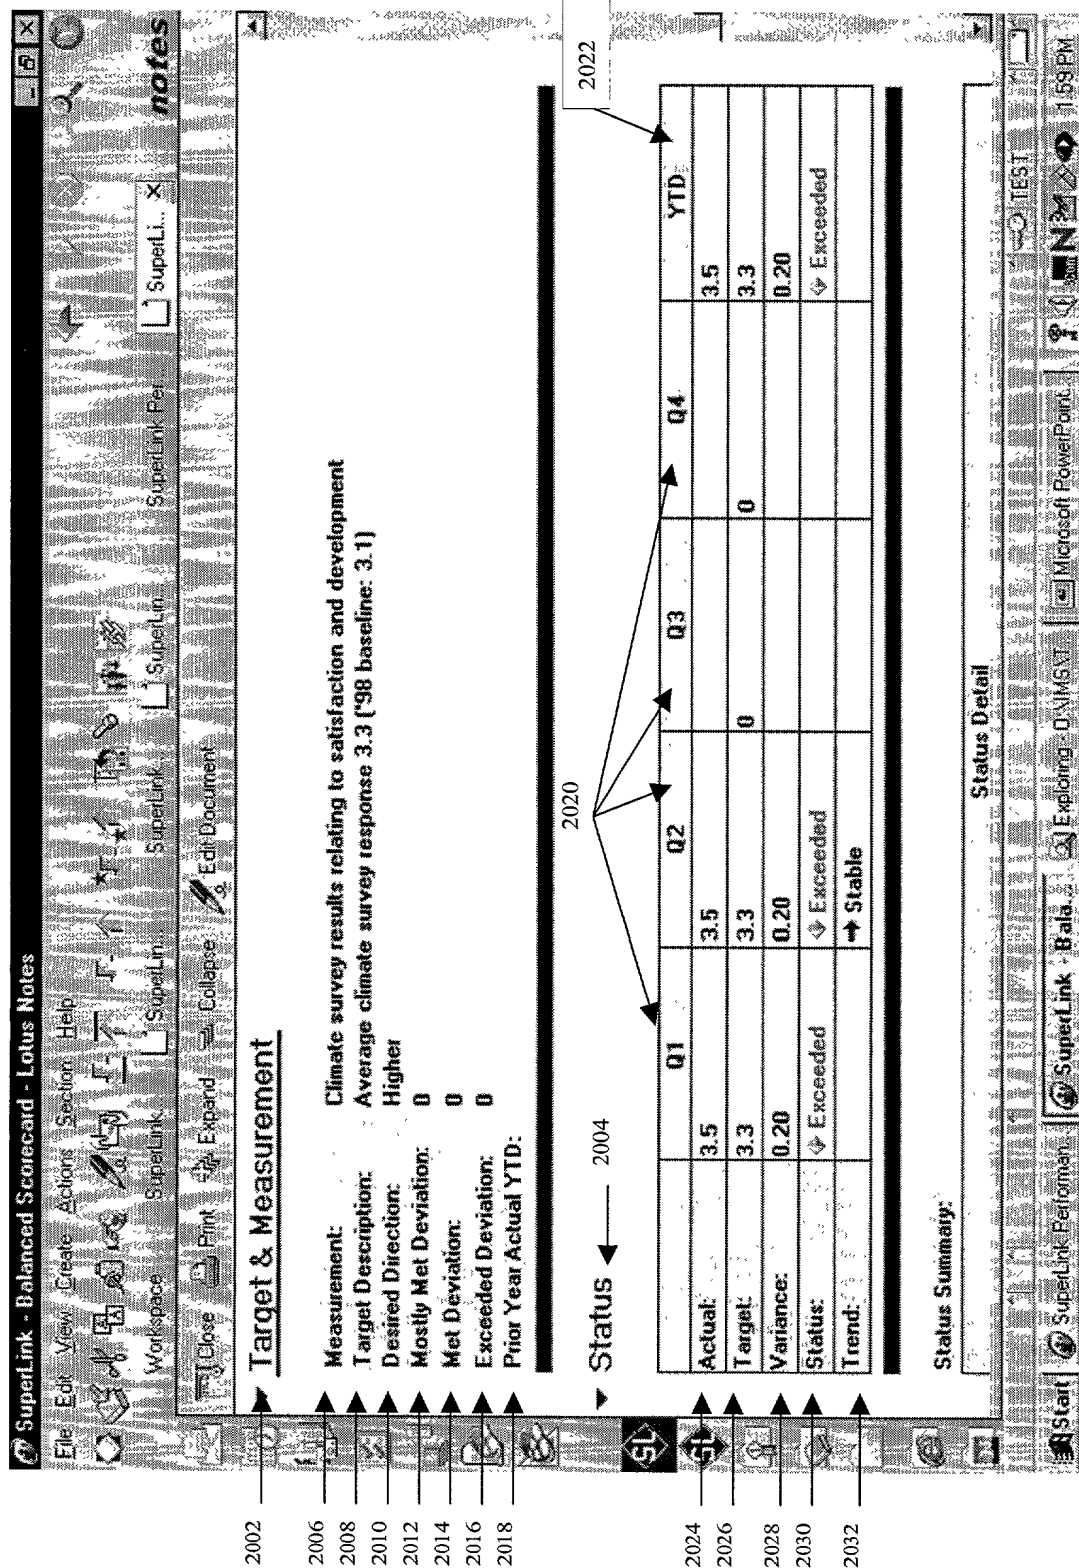 SuperLink - Balanced Scorecard - Lotus Notes
File Edit View Create Actions Section Help
Workspace SuperLink... SuperLin... SuperLink... SuperLin... SuperLink Per... SuperLi...
notes
Close Print Expand Collapse Edit Document
2002
Target & Measurement
2006 Measurement: Climate survey results relating to satisfaction and development
2008 Target Description: Average climate survey response 3.3 ('98 baseline: 3.1)
2010 Desired Direction: Higher
2012 Mostly Met Deviation: 0
2014 Met Deviation: 0
2016 Exceeded Deviation: 0
2018 Prior Year Actual YTD:
2020
2022
Status 2004
Q1 Q2 Q3 Q4 YTD:
2024 Actual: 3.5 3.5 3.5
2026 Target: 3.3 3.3 0 0 3.3
2028 Variance: 0.20 0.20 0.20
2030 Status: Exceeded Exceeded Exceeded
2032 Trend: Stable
Status Summary:
Status Detail
TEST
Start SuperLink Performan... SuperLink - Bala... Exploring - Microsoft PowerPoint... 1:59 PM